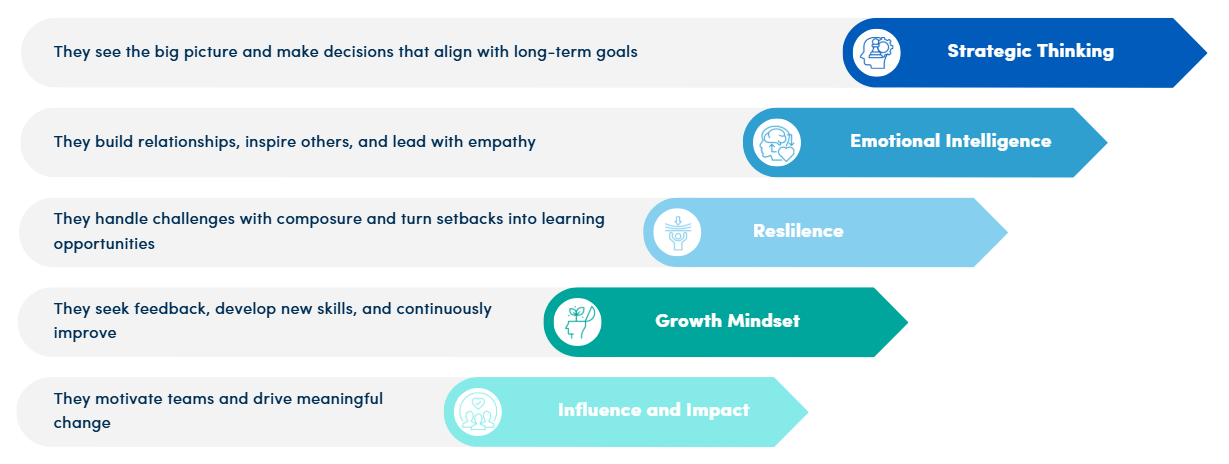 They see the big picture and make decisions that align with long-term goals
Strategic Thinking
They build relationships, inspire others, and lead with empathy
Emotional Intelligence
They handle challenges with composure and turn setbacks into learning
opportunities
Reslilence
They seek feedback, develop new skills, and continuously
improve
Growth Mindset
They motivate teams and drive meaningful
change
Influence and Impact